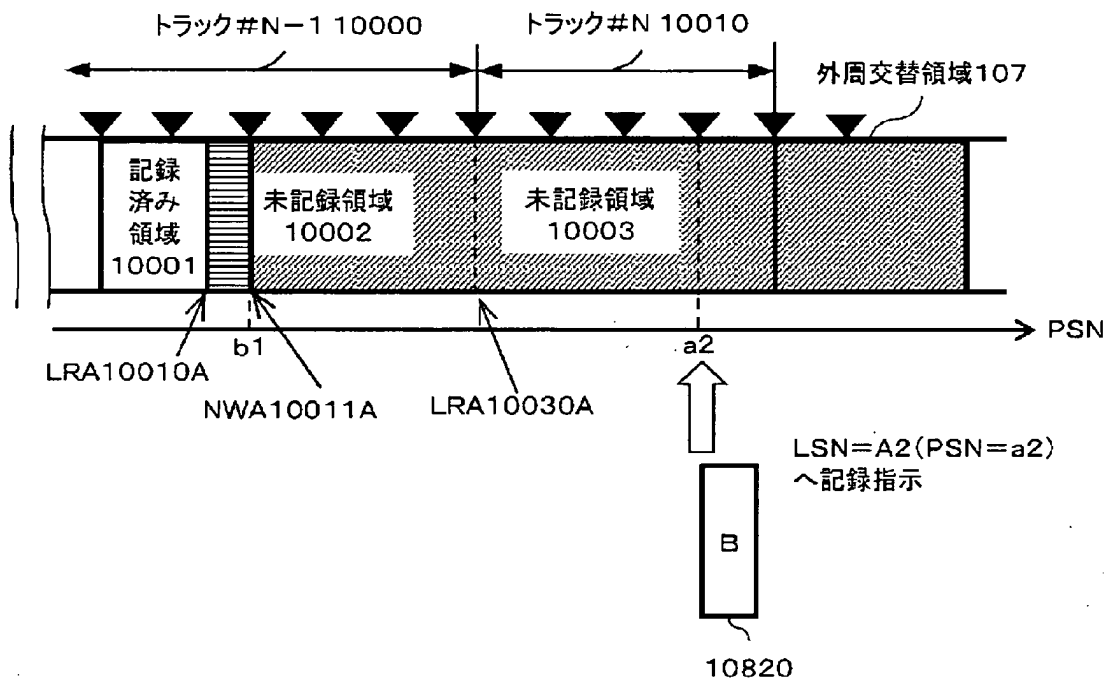 トラック#N-1 10000
トラック#N 10010
外周交替領域107
記録
済み
領域
10001
未記録領域
10002
未記録領域
10003
PSN
b1
a2
LRA10010A
NWA10011A
LRA10030A
LSN=A2(PSN=a2)
へ記録指示
B
10820